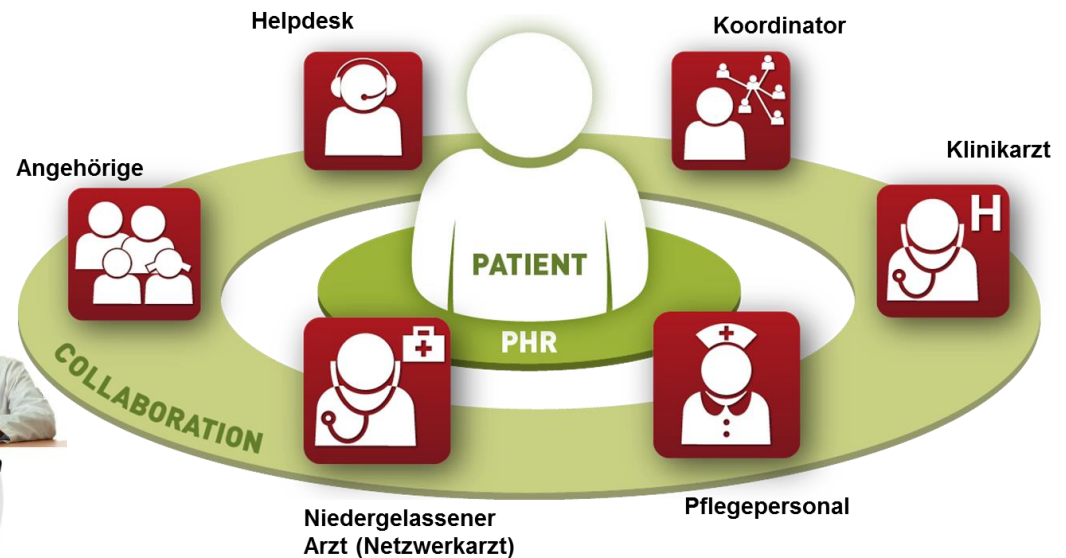 Helpdesk
Koordinator
Klinikarzt
Angehörige
H
PATIENT
PHR
COLLABORATION
Pflegepersonal
Niedergelassener
Arzt (Netzwerkarzt)